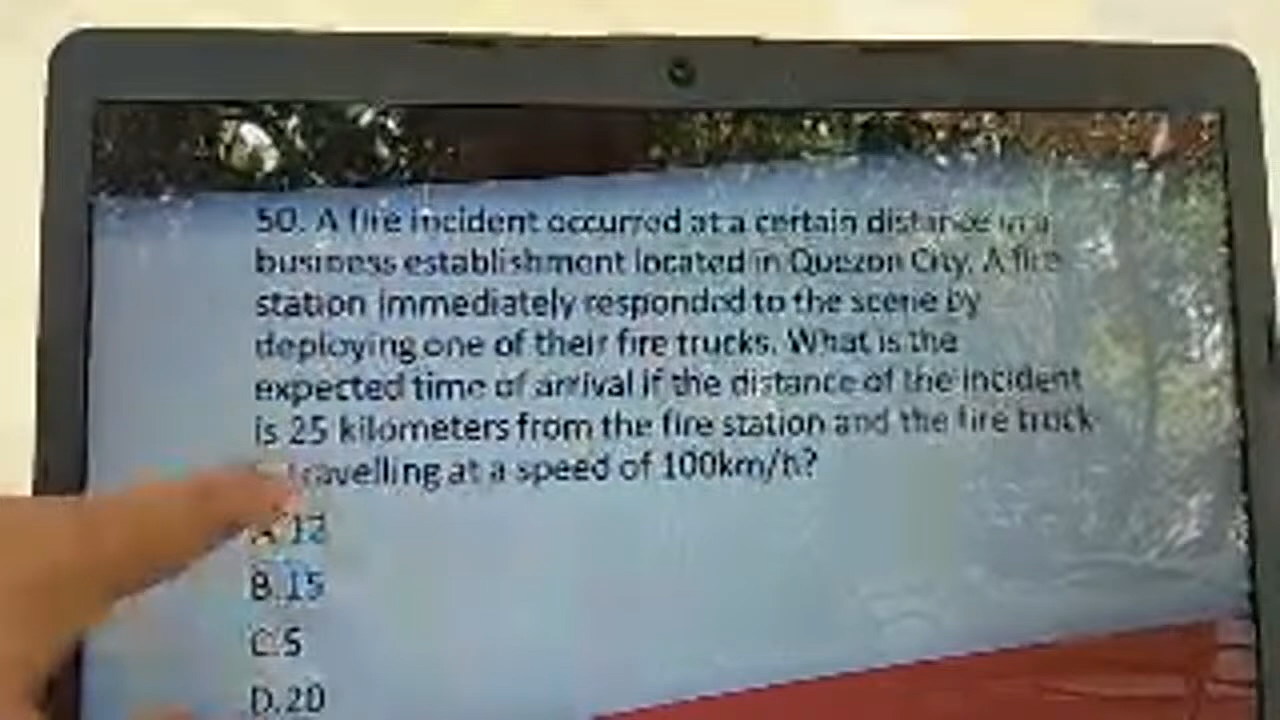 50. A fire incident occurred at a certain distance in a
business establishment located in Quezon City. A fire
station immediately responded to the scene by
deploying one of their fire trucks. What is the
expected time of arrival if the distance of the incident
is 25 kilometers from the fire station and the fire truck
travelling at a speed of 100km/h?
A 12
B.15
C.5
D.20